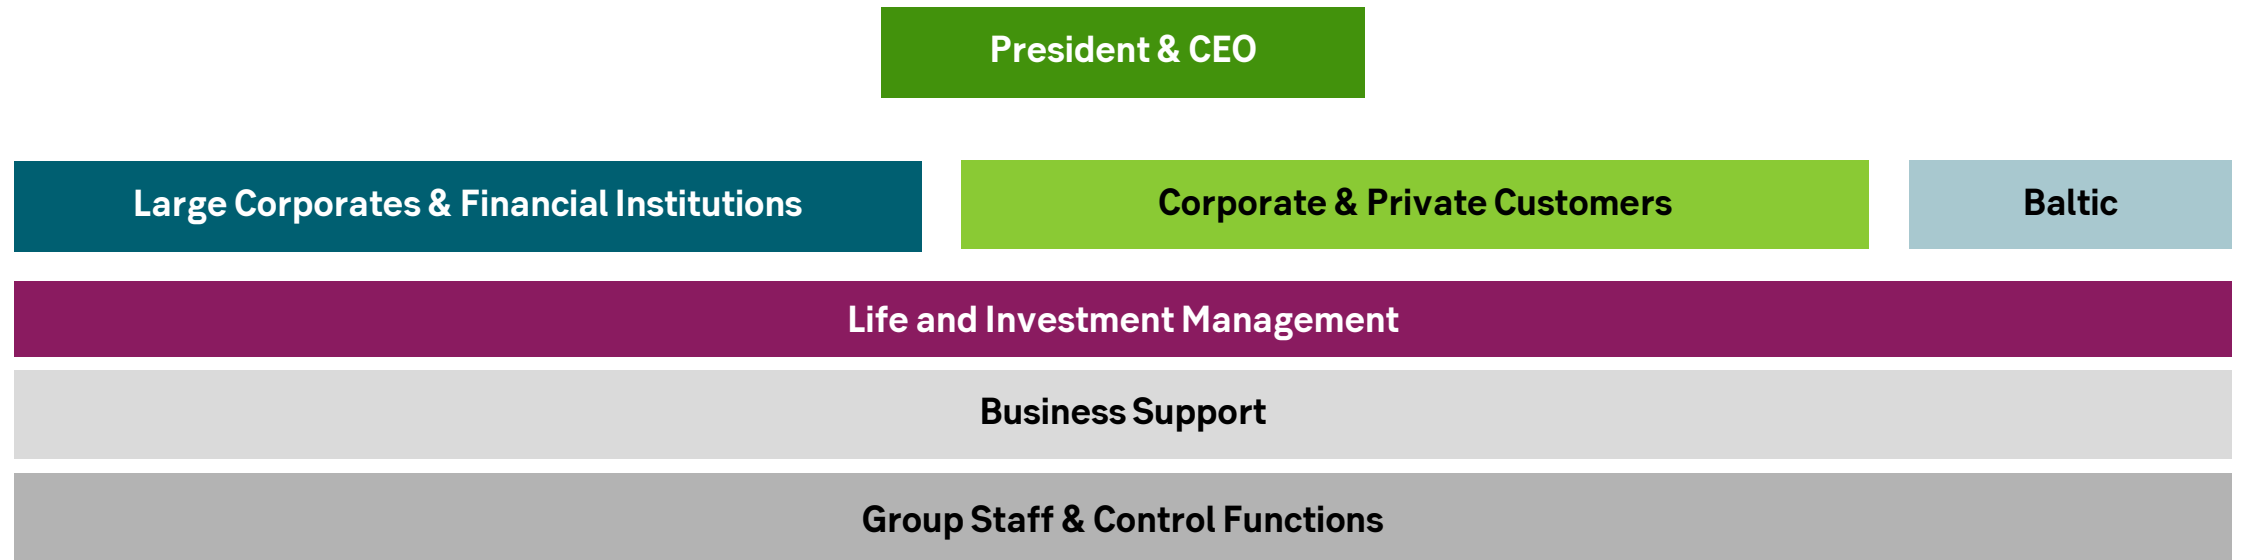 President & CEO
Large Corporates & Financial Institutions
Corporate & Private Customers
Baltic
Life and Investment Management
Business Support
Group Staff & Control Functions